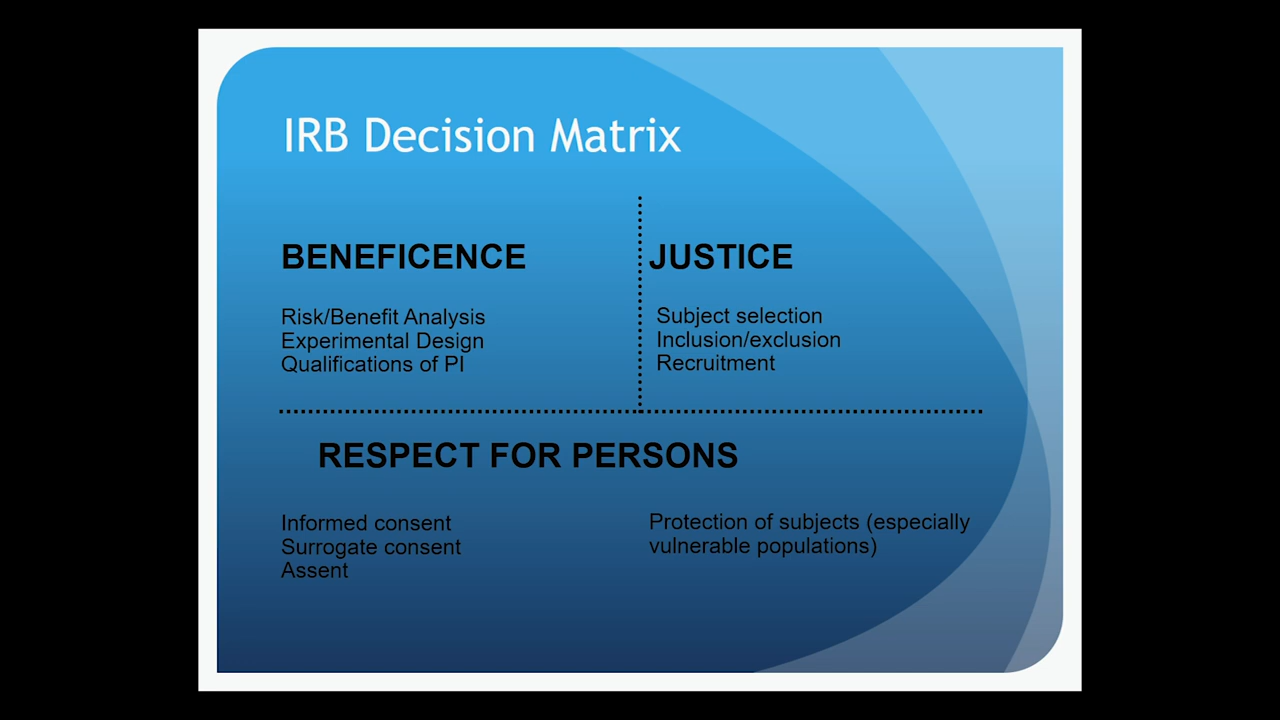 IRB Decision Matrix
BENEFICENCE
Risk/Benefit Analysis
Experimental Design
Qualifications of PI
JUSTICE
Subject selection
Inclusion/exclusion
Recruitment
RESPECT FOR PERSONS
Informed consent
Surrogate consent
Assent
Protection of subjects (especially
vulnerable populations)